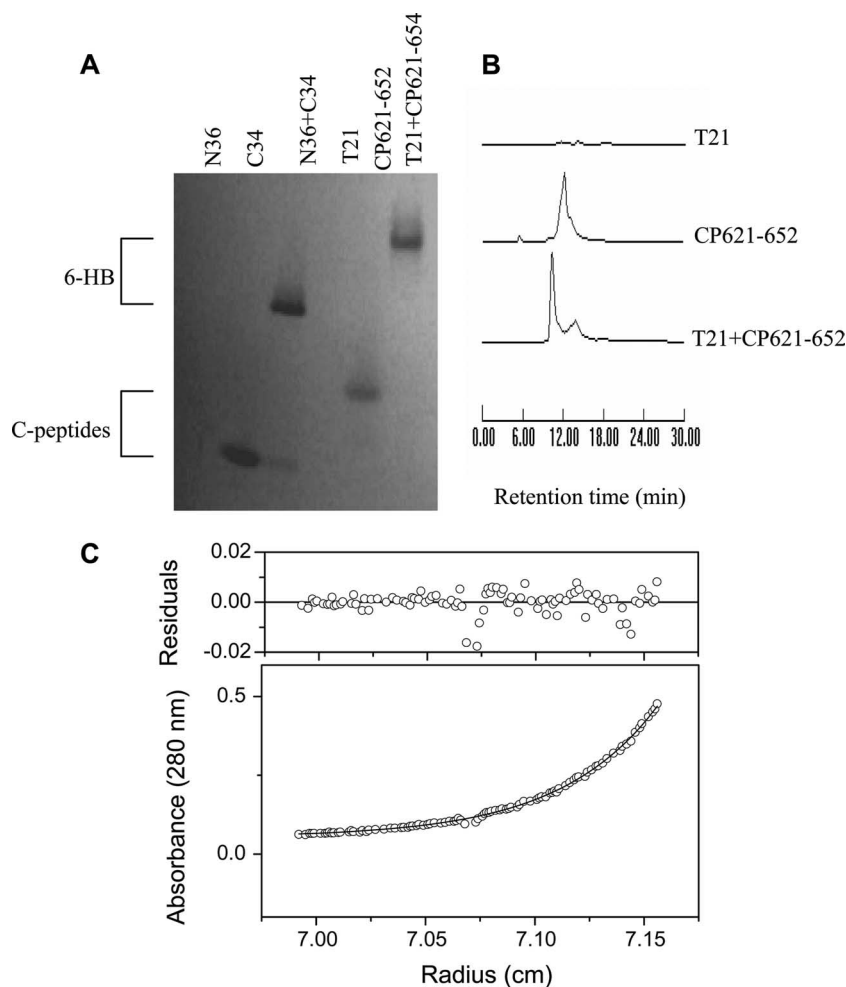 A
N36
C34
N36+C34
T21
CP621-652
T21+CP621-654
6-HB
C-peptides
B
T21
CP621-652
T21+CP621-652
0.00 6.00 12.00 18.00 24.00 30.00
Retention time (min)
C
Residuals
0.02
0.00
-0.02
Absorbance (280 nm)
0.5
0.0
7.00 7.05 7.10 7.15
Radius (cm)